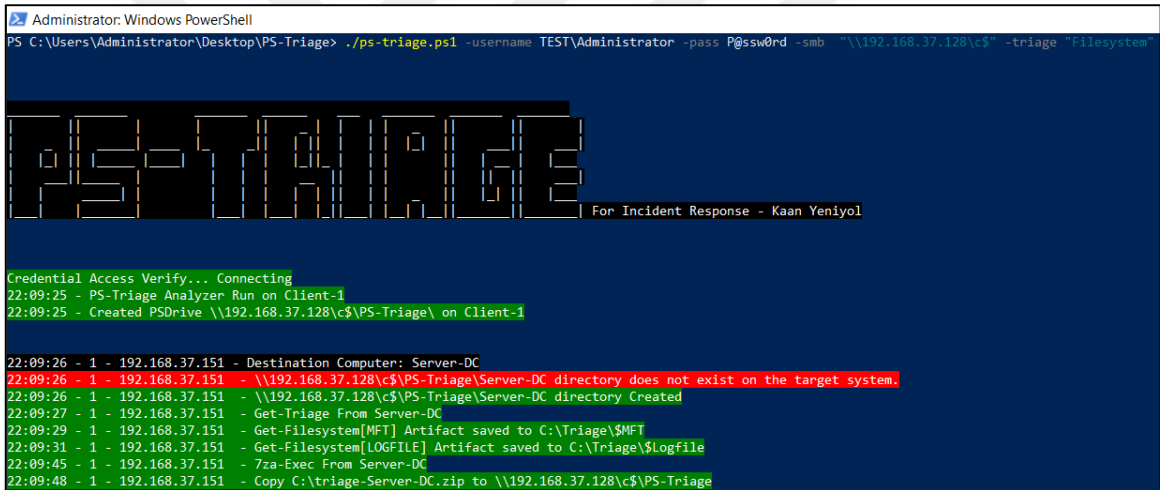 Administrator: Windows PowerShell
PS C:\Users\Administrator\Desktop\PS-Triage> ./ps-triage.ps1 -username TEST\Administrator -pass P@ssw0rd -smb "\\192.168.37.128\c$" -triage "Filesystem"
PS-TRIAGE
For Incident Response - Kaan Yeniyol
Credential Access Verify... Connecting
22:09:25 - PS-Triage Analyzer Run on Client-1
22:09:25 - Created PSDrive \\192.168.37.128\c$\PS-Triage\ on Client-1
22:09:26 - 1 - 192.168.37.151 - Destination Computer: Server-DC
22:09:26 - 1 - 192.168.37.151 - \\192.168.37.128\c$\PS-Triage\Server-DC directory does not exist on the target system.
22:09:26 - 1 - 192.168.37.151 - \\192.168.37.128\c$\PS-Triage\Server-DC directory Created
22:09:27 - 1 - 192.168.37.151 - Get-Triage From Server-DC
22:09:29 - 1 - 192.168.37.151 - Get-Filesystem[MFT] Artifact saved to C:\Triage\$MFT
22:09:31 - 1 - 192.168.37.151 - Get-Filesystem[LOGFILE] Artifact saved to C:\Triage\$Logfile
22:09:45 - 1 - 192.168.37.151 - 7za-Exec From Server-DC
22:09:48 - 1 - 192.168.37.151 - Copy C:\triage-Server-DC.zip to \\192.168.37.128\c$\PS-Triage